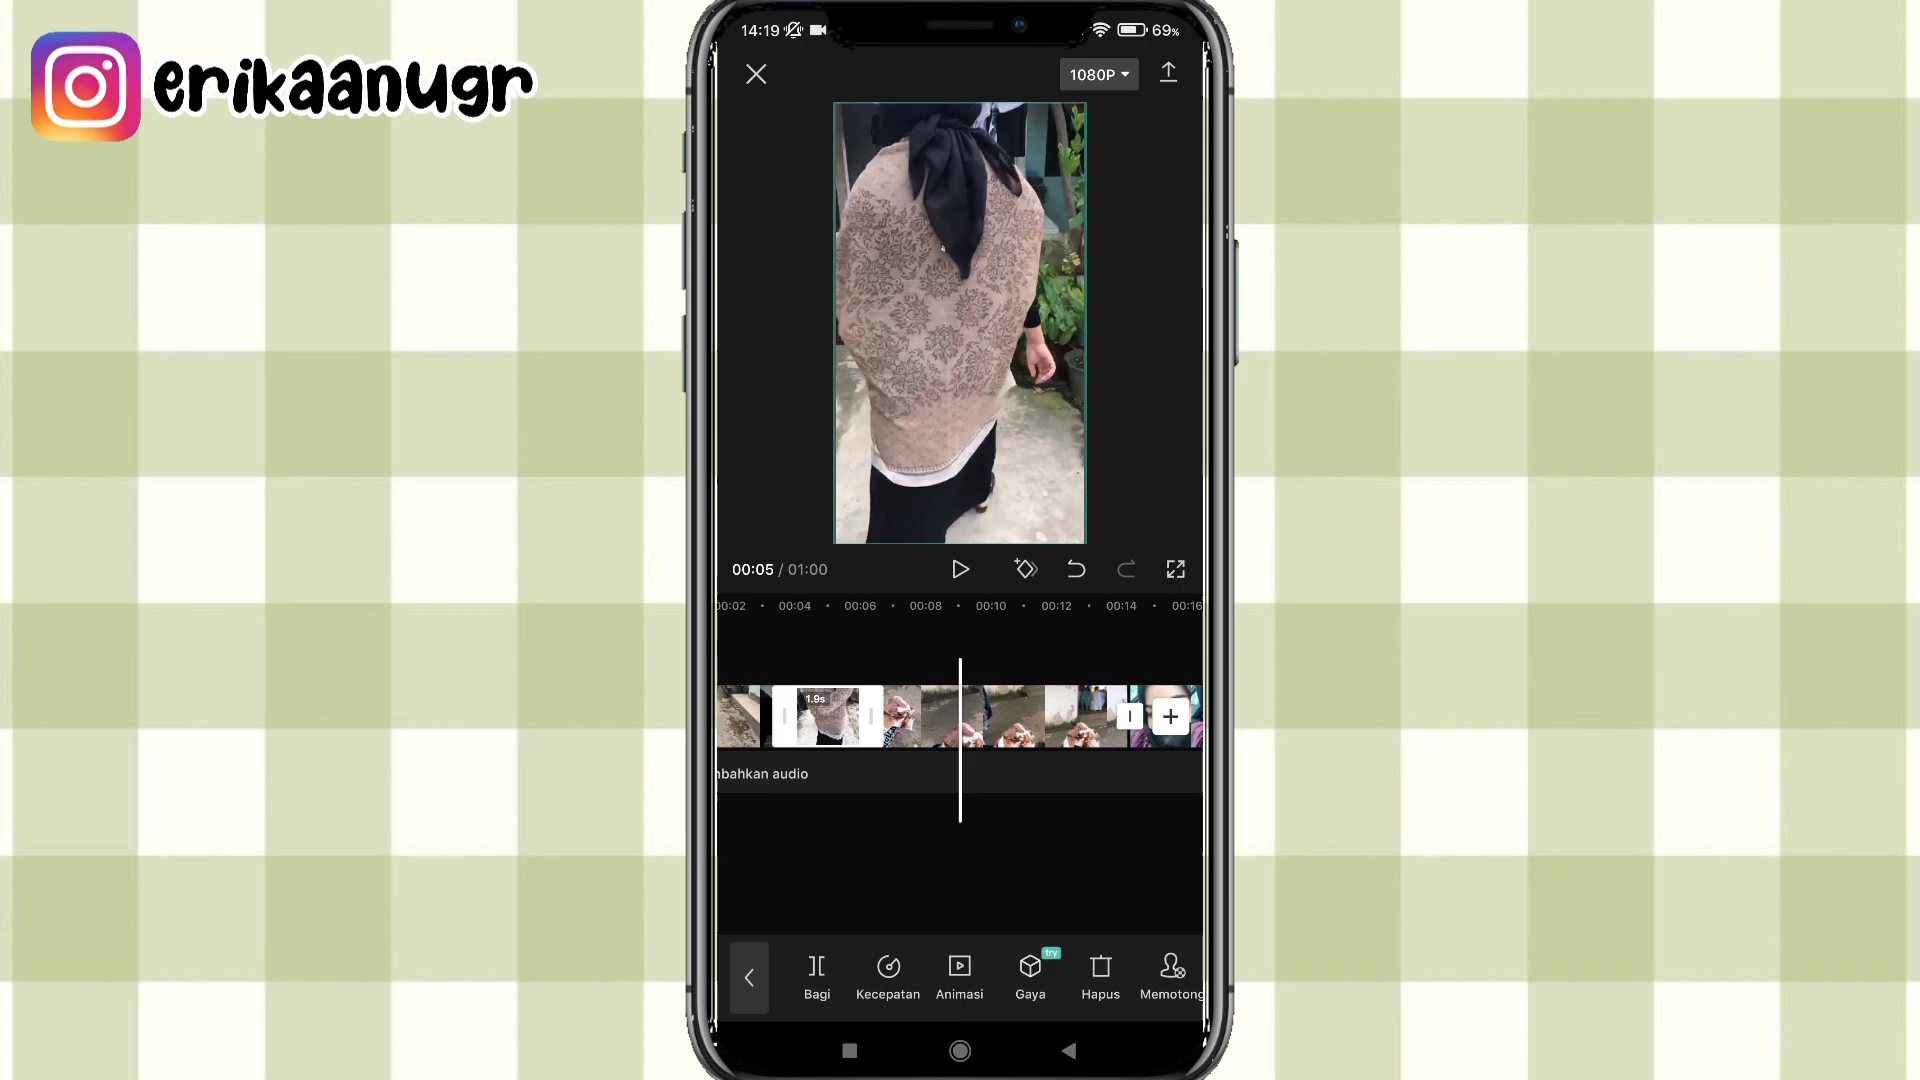 erikaanugr
14:19
69%
1080P
00:05 / 01:00
00:02 00:04 00:06 00:08 00:10 00:12 00:14 00:16
1.9s
nbahkan audio
try
Bagi Kecepatan Animasi Gaya Hapus Memotong